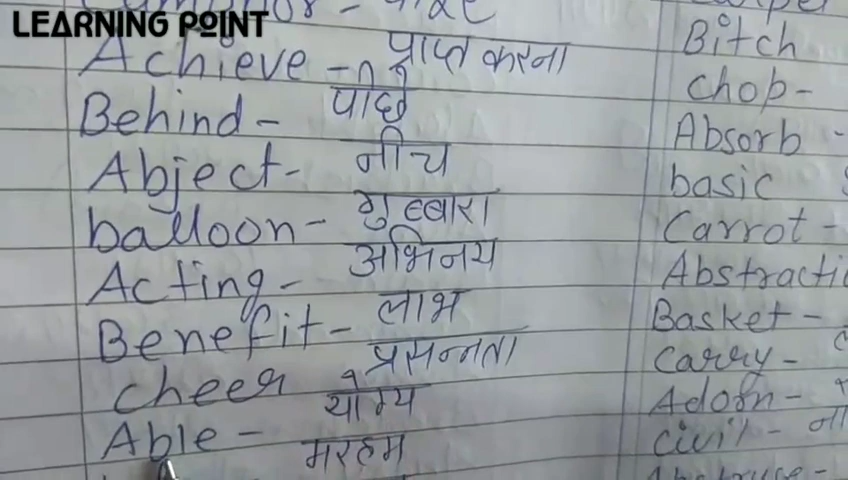 LEARNING POINT
Achieve - प्राप्त करना
Behind - पीछे
Abject - नीच
balloon - गुब्बारा
Acting - अभिनय
Benefit - लाभ
cheer प्रसन्नता
Able - योग्य
मरहम
Bitch
chop -
Absorb -
basic
Carrot -
Abstracti
Basket -
Carry -
Adorn -
civil - ना